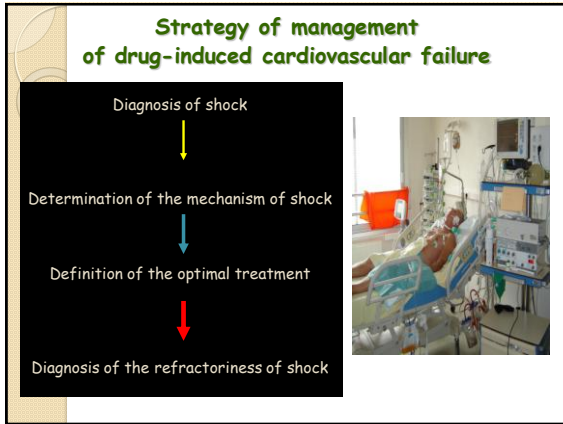 Strategy of management
of drug-induced cardiovascular failure
Diagnosis of shock
Determination of the mechanism of shock
Definition of the optimal treatment
Diagnosis of the refractoriness of shock